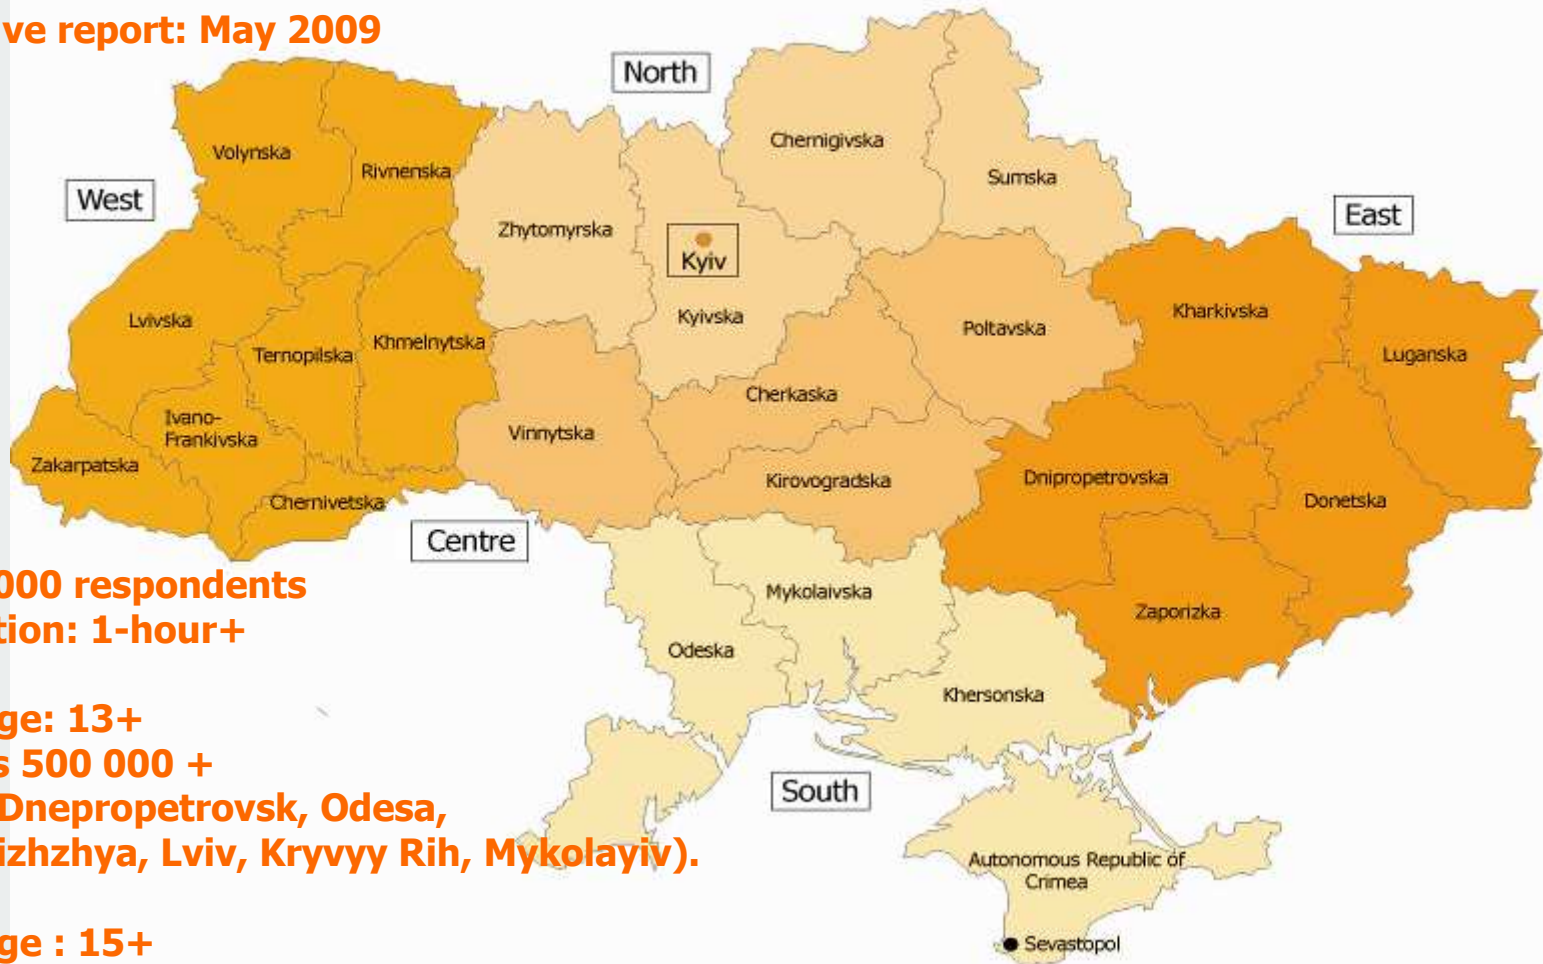 ve report: May 2009
North
Chernigivska
Volynska
Rivnenska
Sumska
West
East
Zhytomyrska
Kyiv
Kyivska
Lvivska
Ternopilska
Khmelnytska
Poltavska
Kharkivska
Luganska
Cherkaska
Ivano-
Frankivska
Vinnytska
Zakarpatska
Kirovogradska
Dnipropetrovska
Donetska
Chernivetska
Centre
000 respondents
tion: 1-hour+
Mykolaivska
Zaporizka
Odeska
Khersonska
ge: 13+
s 500 000 +
Dnepropetrovsk, Odesa,
South
izhzhya, Lviv, Kryvyy Rih, Mykolayiv).
Autonomous Republic of
Crimea
ge : 15+
Sevastopol